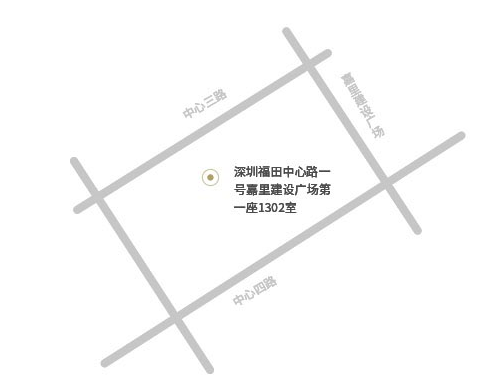 中心三路
嘉里建设广场
深圳福田中心路一
号嘉里建设广场第
一座1302室
中心四路